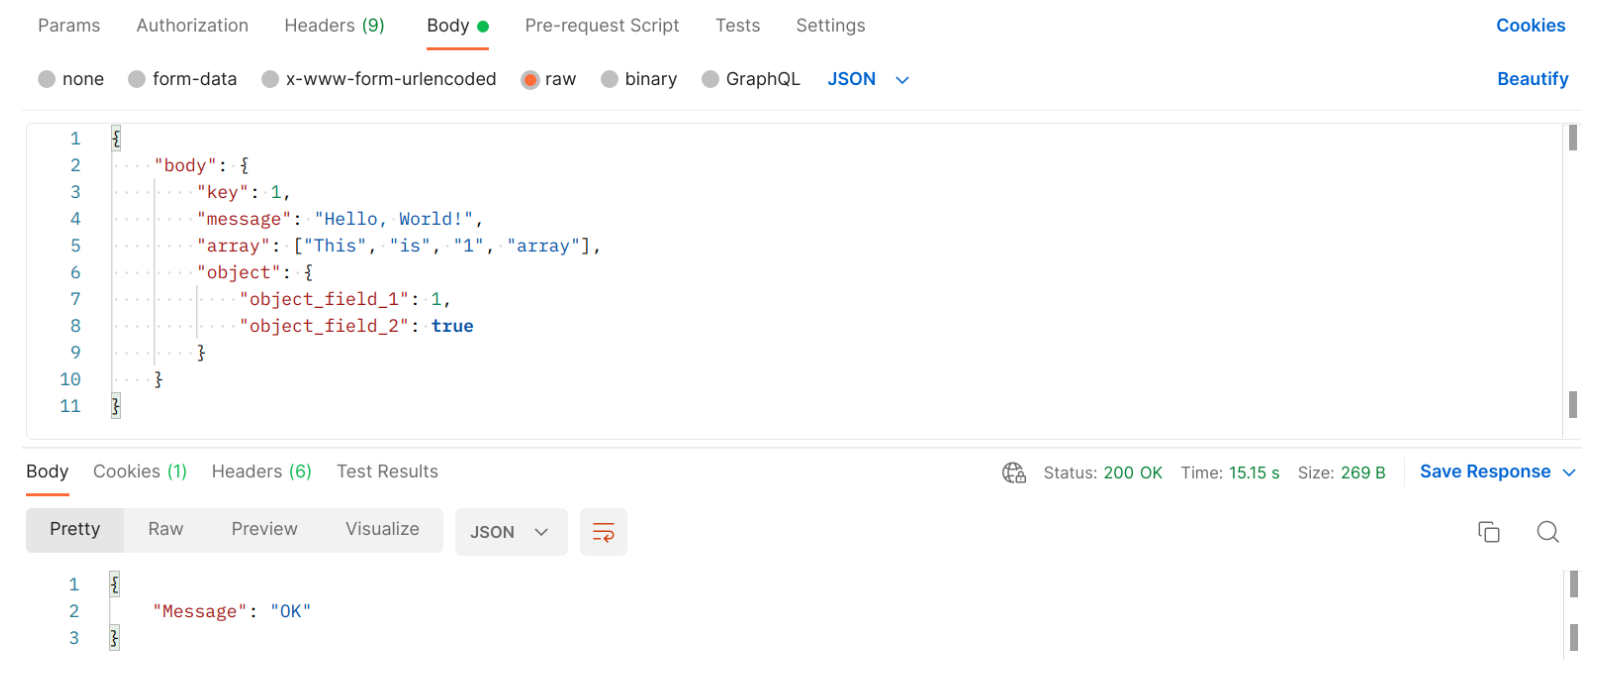 Params Authorization Headers (9) Body Pre-request Script Tests Settings Cookies
none form-data x-www-form-urlencoded raw binary GraphQL JSON Beautify
1 {
2 "body": {
3 "key": 1,
4 "message": "Hello, World!",
5 "array": ["This", "is", "1", "array"],
6 "object": {
7 "object_field_1": 1,
8 "object_field_2": true
9 }
10 }
11 }
Body Cookies (1) Headers (6) Test Results Status: 200 OK Time: 15.15 s Size: 269 B Save Response
Pretty Raw Preview Visualize JSON
1 {
2 "Message": "OK"
3 }